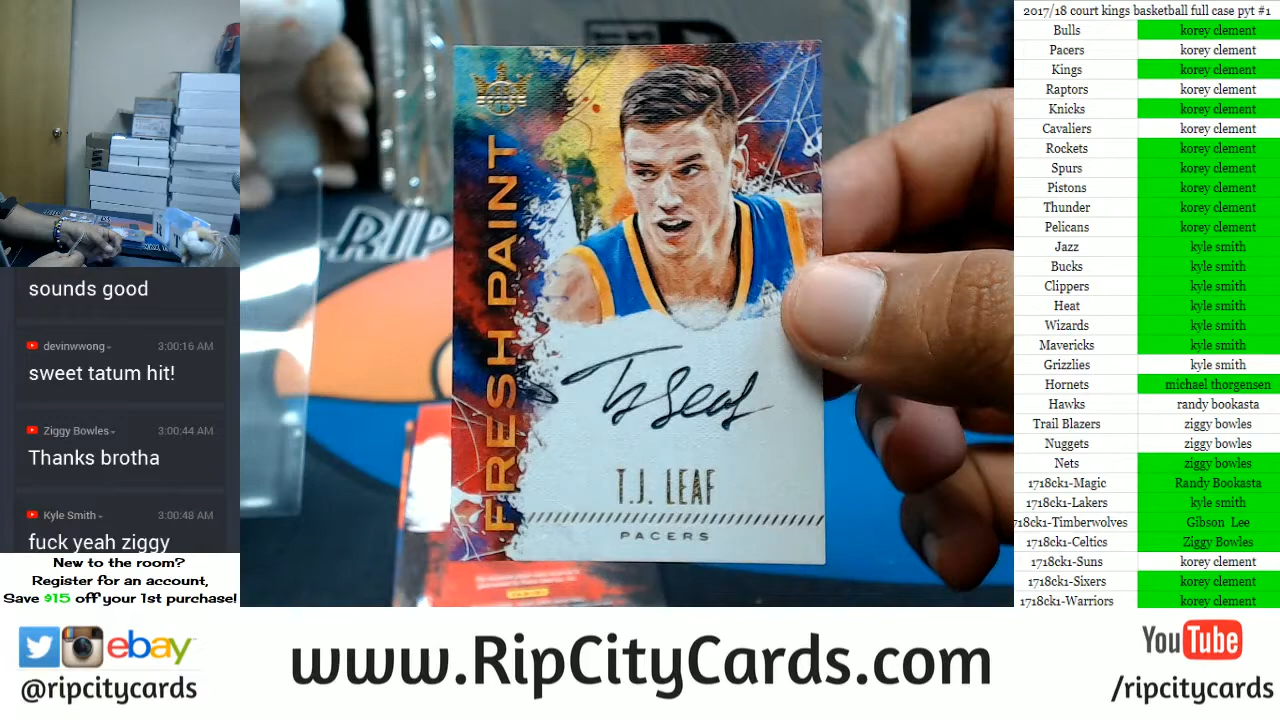 sounds good
devinwwong
3:00:16 AM
sweet tatum hit!
Ziggy Bowles
3:00:44 AM
Thanks brotha
Kyle Smith
3:00:48 AM
fuck yeah ziggy
New to the room?
Register for an account,
Save $15 off your 1st purchase!
RIP
FRESH PAINT
TJ Leaf
T.J. LEAF
PACERS
PANINI
2017/18 court kings basketball full case pyt #1
Bulls korey clement
Pacers korey clement
Kings korey clement
Raptors korey clement
Knicks korey clement
Cavaliers korey clement
Rockets korey clement
Spurs korey clement
Pistons korey clement
Thunder korey clement
Pelicans korey clement
Jazz kyle smith
Bucks kyle smith
Clippers kyle smith
Heat kyle smith
Wizards kyle smith
Mavericks kyle smith
Grizzlies kyle smith
Hornets michael thorgensen
Hawks randy bookasta
Trail Blazers ziggy bowles
Nuggets ziggy bowles
Nets ziggy bowles
1718ck1-Magic Randy Bookasta
1718ck1-Lakers kyle smith
718ck1-Timberwolves Gibson Lee
1718ck1-Celtics Ziggy Bowles
1718ck1-Suns korey clement
1718ck1-Sixers korey clement
1718ck1-Warriors korey clement
ebay
@ripcitycards
www.RipCityCards.com
YouTube
/ripcitycards